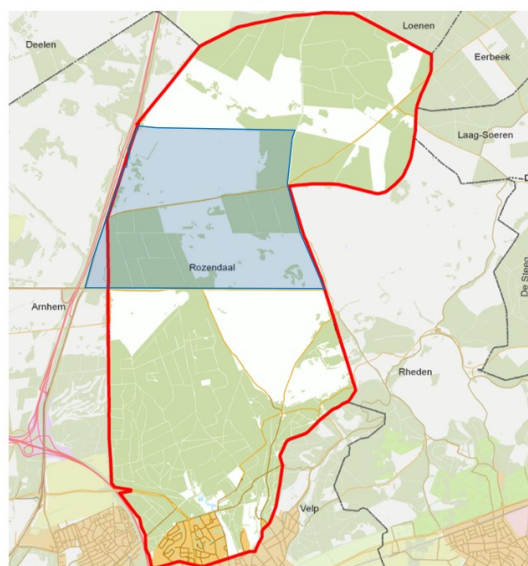 Loenen
Deelen
Eerbeek
Laag-Soeren
Rozendaal
De Steeg
Arnhem
Rheden
Velp